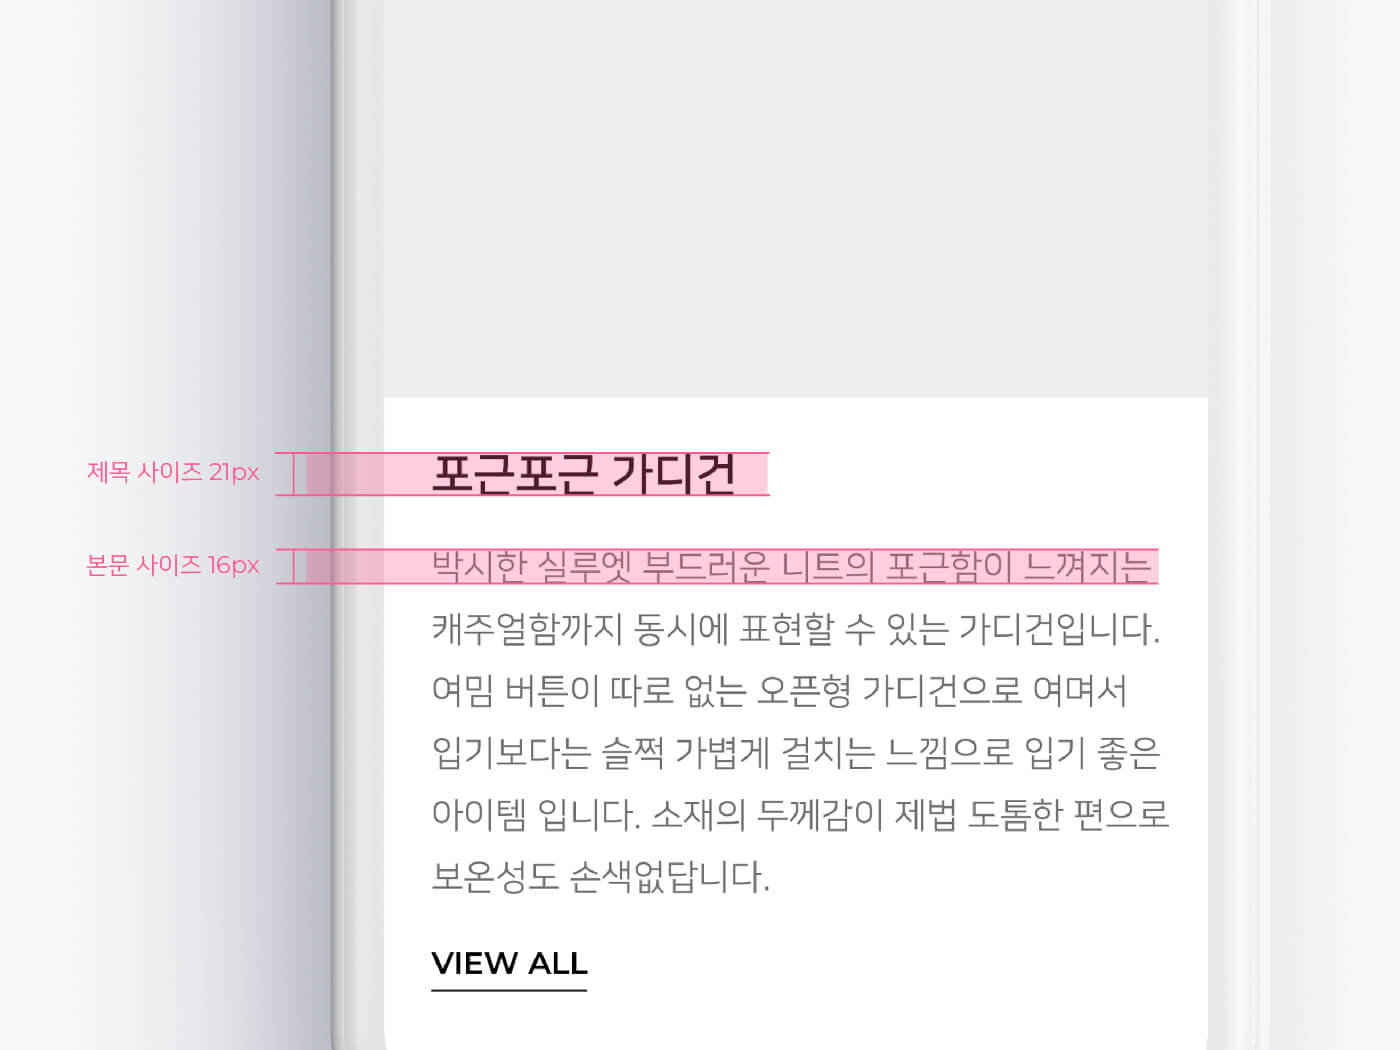 제목 사이즈 21px
포근포근 가디건
본문 사이즈 16px
박시한 실루엣 부드러운 니트의 포근함이 느껴지는
캐주얼함까지 동시에 표현할 수 있는 가디건입니다.
여밈 버튼이 따로 없는 오픈형 가디건으로 여며서
입기보다는 슬쩍 가볍게 걸치는 느낌으로 입기 좋은
아이템 입니다. 소재의 두께감이 제법 도톰한 편으로
보온성도 손색없답니다.
VIEW ALL